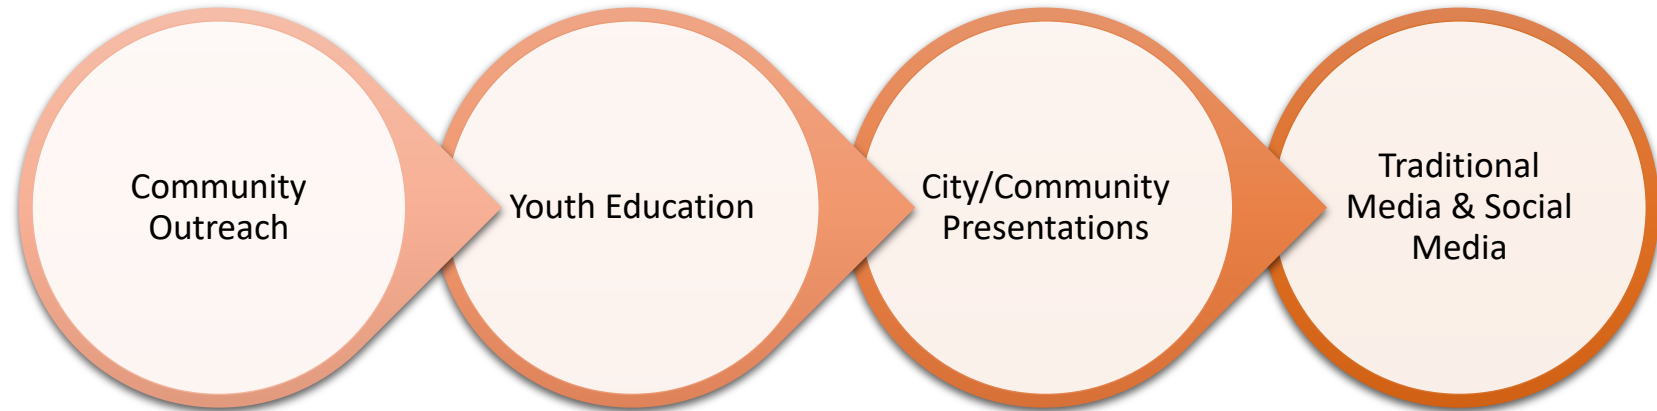 Community
Outreach
Youth Education
City/Community
Presentations
Traditional
Media & Social
Media